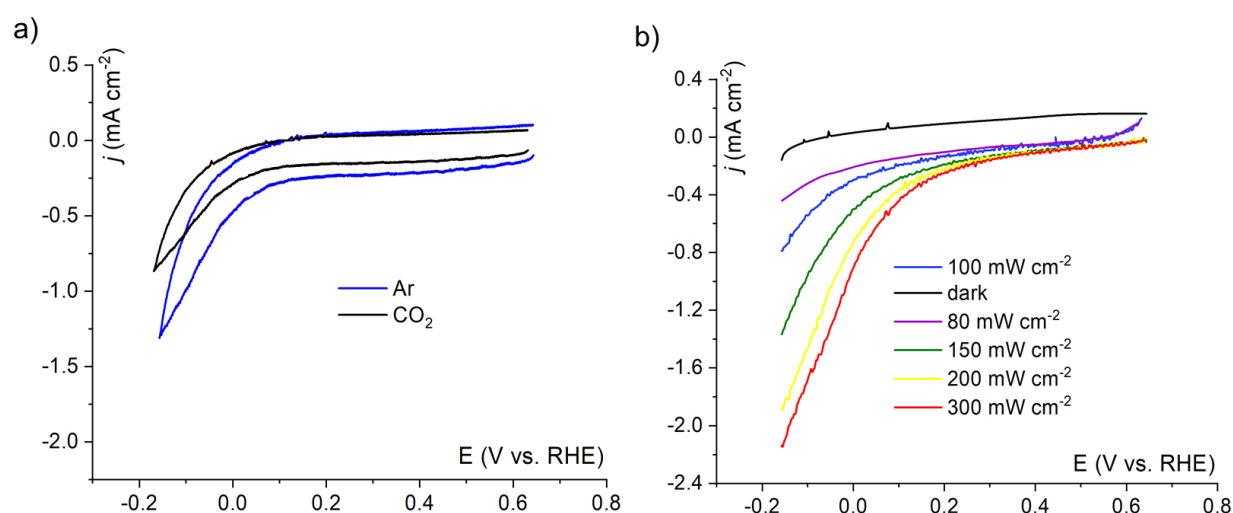 a)
j (mA cm-2)
0.5
0.0
-0.5
-1.0
-1.5
-2.0
Ar
CO2
E (V vs. RHE)
-0.2 0.0 0.2 0.4 0.6 0.8
b)
j (mA cm-2)
0.4
0.0
-0.4
-0.8
-1.2
-1.6
-2.0
-2.4
100 mW cm-2
dark
80 mW cm-2
150 mW cm-2
200 mW cm-2
300 mW cm-2
E (V vs. RHE)
-0.2 0.0 0.2 0.4 0.6 0.8